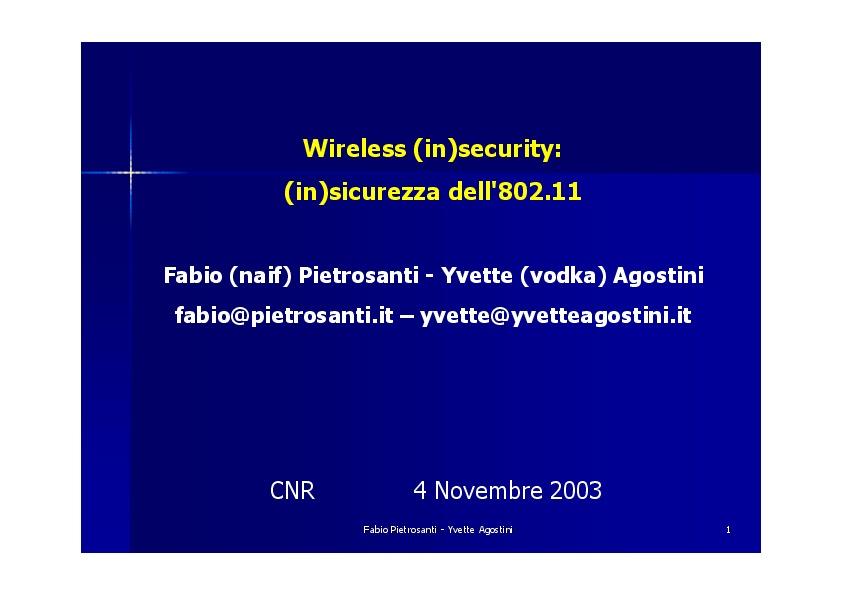 Wireless (in)security:
(in)sicurezza dell'802.11
Fabio (naif) Pietrosanti - Yvette (vodka) Agostini
fabio@pietrosanti.it – yvette@yvetteagostini.it
CNR 4 Novembre 2003
Fabio Pietrosanti - Yvette Agostini 1